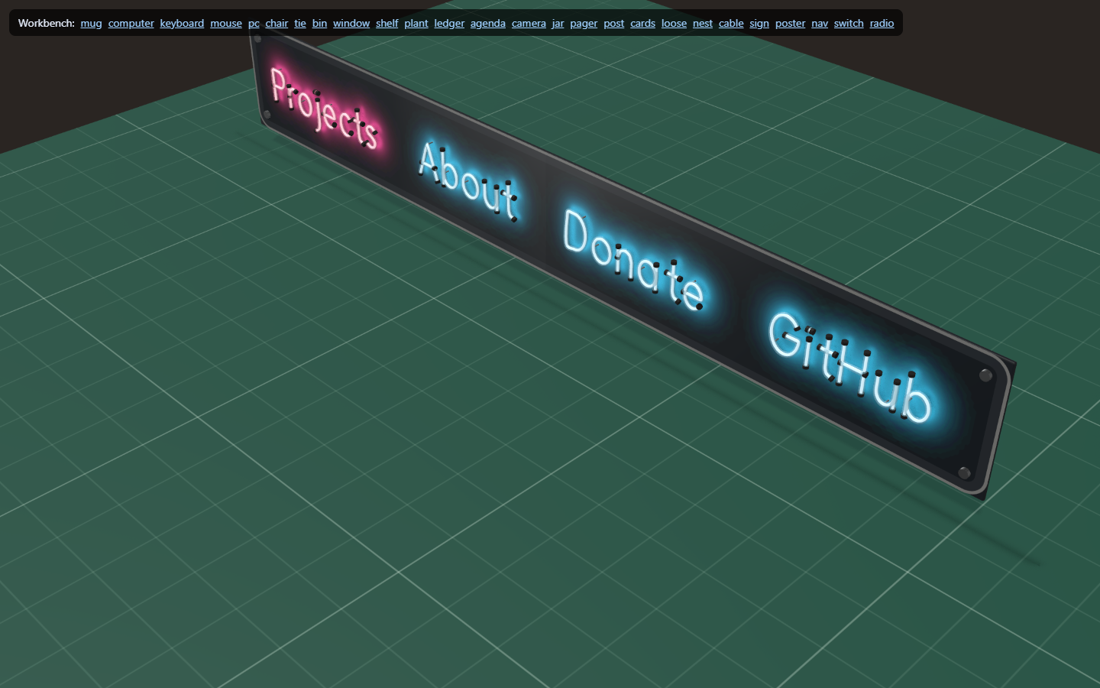 Workbench: mug computer keyboard mouse pc chair tie bin window shelf plant ledger agenda camera jar pager post cards loose nest cable sign poster nav switch radio
Projects About Donate GitHub